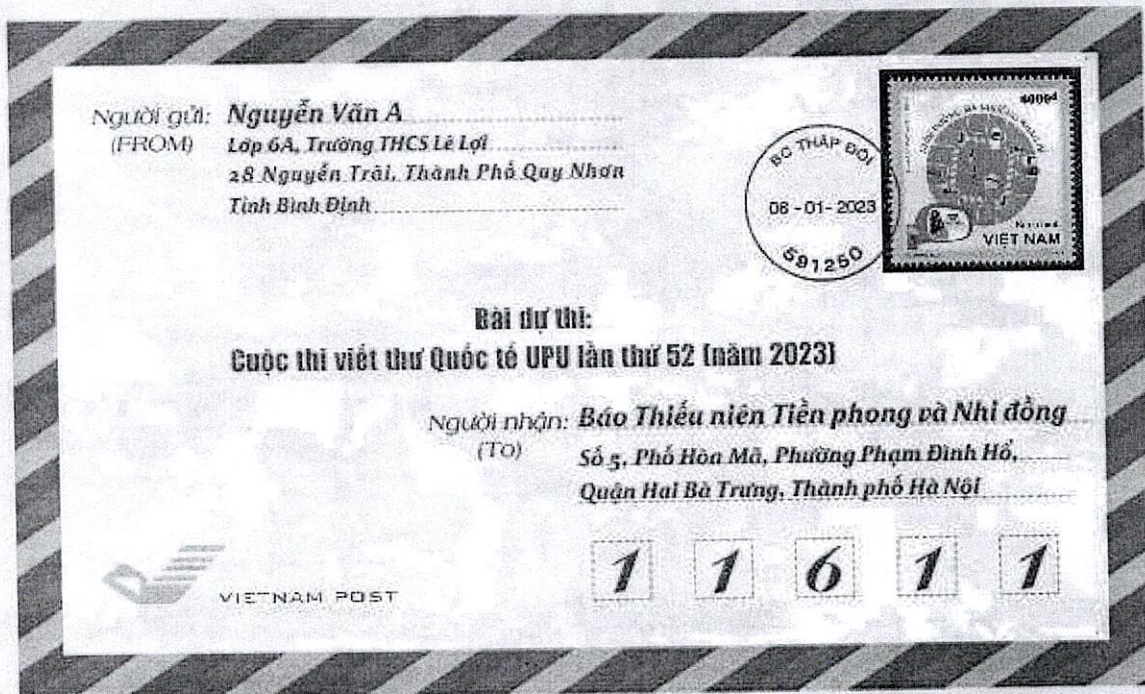 Người gửi: Nguyễn Văn A
(FROM)
Lớp 6A, Trường THCS Lê Lợi
28 Nguyễn Trãi, Thành Phố Quy Nhơn
Tỉnh Bình Định
BC THÁP ĐÔI
08-01-2023
591250
4000đ
VIỆT NAM
Bài dự thi:
Cuộc thi viết thư Quốc tế UPU lần thứ 52 (năm 2023)
Người nhận: Báo Thiếu niên Tiền phong và Nhi đồng
(TO)
Số 5, Phố Hòa Mã, Phường Phạm Đình Hổ,
Quận Hai Bà Trưng, Thành phố Hà Nội
1 1 6 1 1
VIETNAM POST